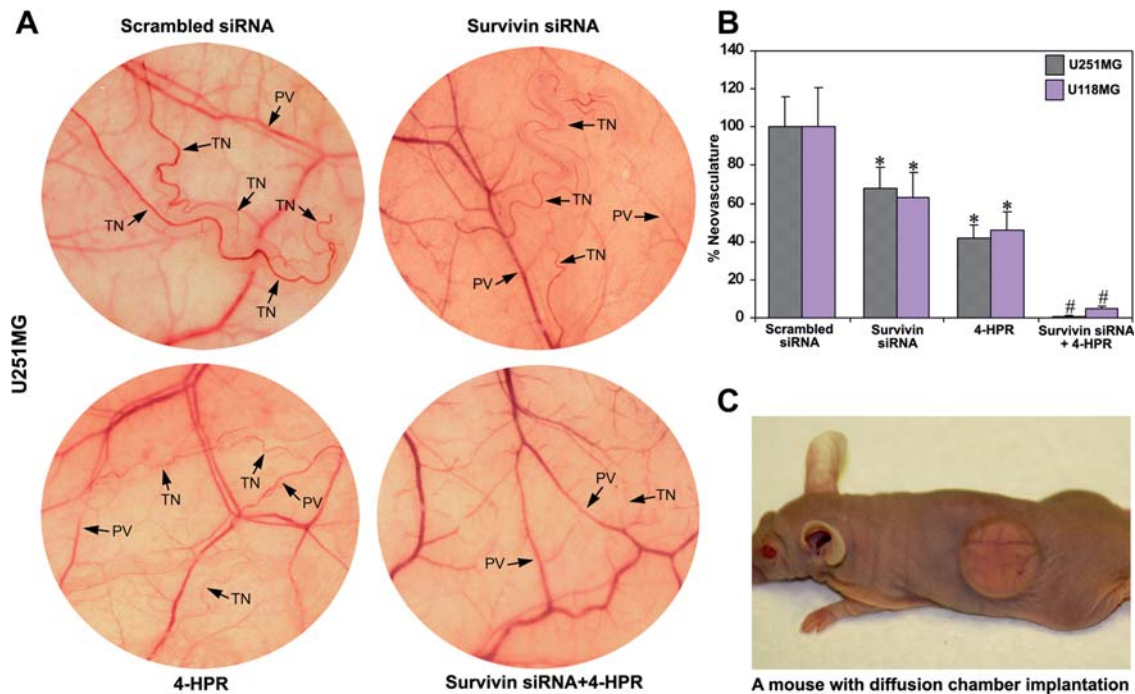 A
Scrambled siRNA
Survivin siRNA
PV
TN
TN
TN
TN
TN
TN
TN
PV
TN
PV
U251MG
TN
TN
PV
PV
TN
PV
TN
PV
4-HPR
Survivin siRNA+4-HPR
B
140
120
100
80
60
40
20
0
% Neovasculature
U251MG
U118MG
* *
* *
# #
Scrambled
siRNA
Survivin
siRNA
4-HPR
Survivin siRNA
+ 4-HPR
C
A mouse with diffusion chamber implantation